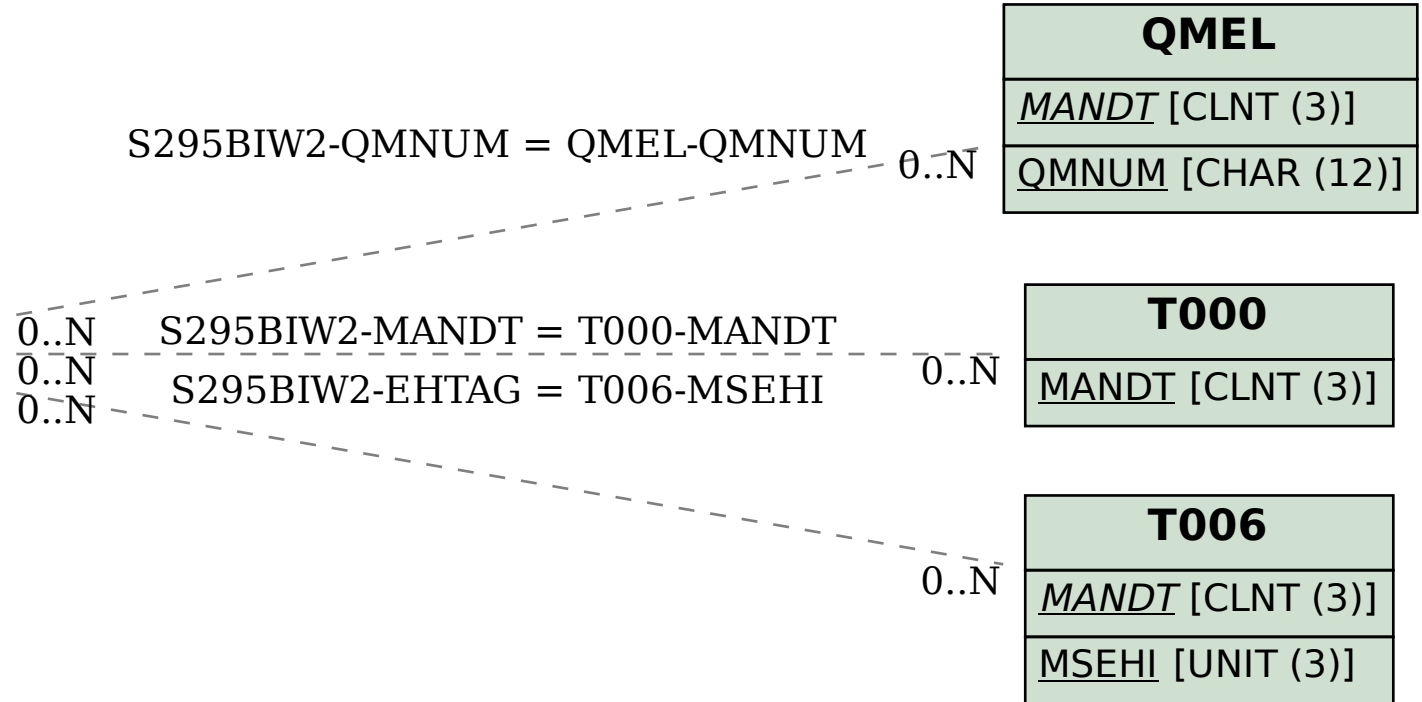 QMEL
MANDT [CLNT (3)]
S295BIW2-QMNUM = QMEL-QMNUM
0..N
QMNUM [CHAR (12)]
T000
0..N
S295BIW2-MANDT = T000-MANDT
0..N
S295BIW2-EHTAG = T006-MSEHI
0..N
MANDT [CLNT (3)]
0..N
T006
0..N
MANDT [CLNT (3)]
MSEHI [UNIT (3)]